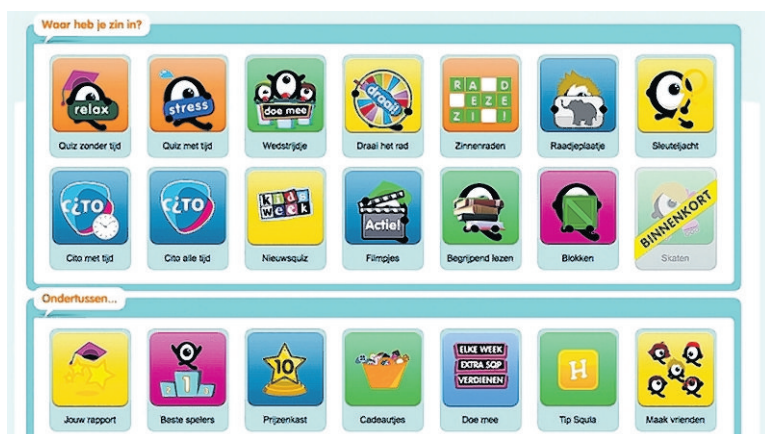 Waar heb je zin in?
relax
stress
doe mee
draai!
R A D
E Z E
Z I !
Quiz zonder tijd
Quiz met tijd
Wedstrijdje
Draai het rad
Zinnenraden
Raadjeplaatje
Sleuteljacht
CiTO
CiTO
kids
week
Actie!
BINNENKORT
Cito met tijd
Cito alle tijd
Nieuwsquiz
Filmpjes
Begrijpend lezen
Blokken
Skaten
Ondertussen...
1
10
ELKE WEEK
EXTRA SQP
VERDIENEN
H
Jouw rapport
Beste spelers
Prijzenkast
Cadeautjes
Doe mee
Tip Squla
Maak vrienden